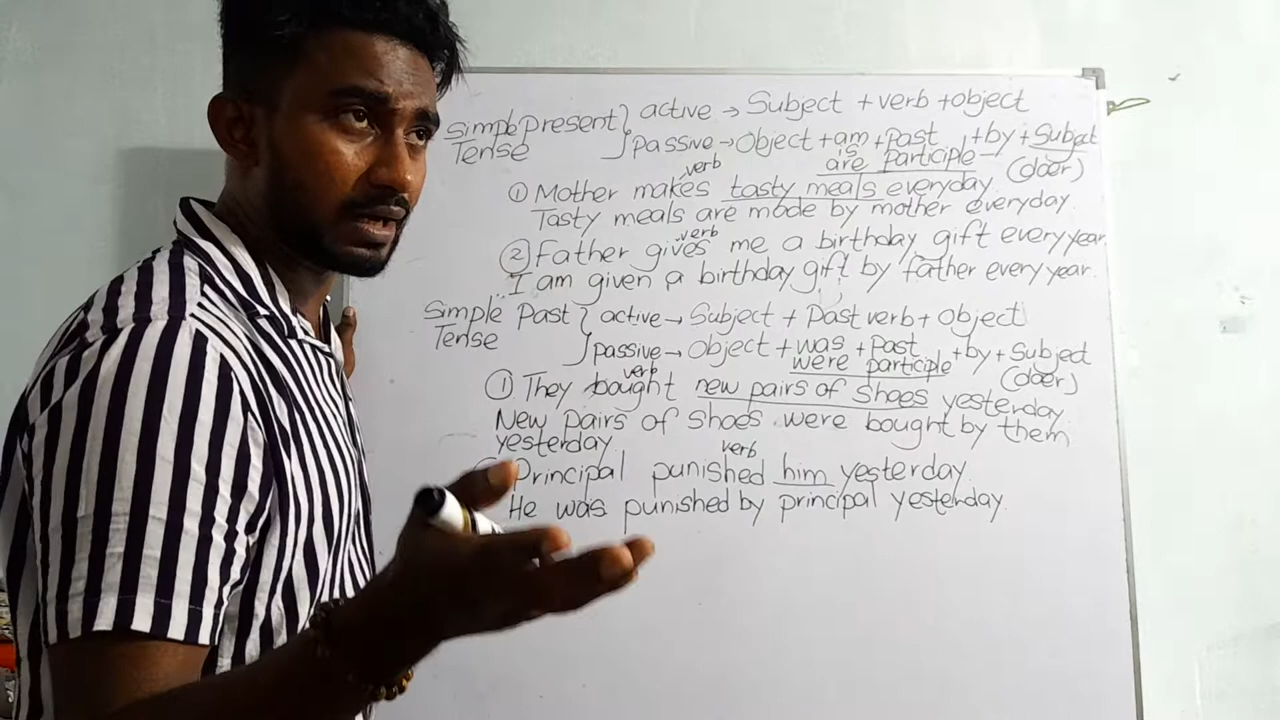 Simple Present Tense } active → Subject + verb + object
Passive → Object + am is are + Past participle + by + Subject (doer)
verb
① Mother makes tasty meals everyday.
Tasty meals are made by mother everyday.
verb
② Father gives me a birthday gift every year.
I am given a birthday gift by father every year.
Simple Past Tense } active → Subject + Past verb + Object
passive → Object + was were + Past participle + by + Subject (doer)
verb
① They bought new pairs of shoes yesterday
New pairs of shoes were bought by them
yesterday
verb
Principal punished him yesterday.
He was punished by principal yesterday.